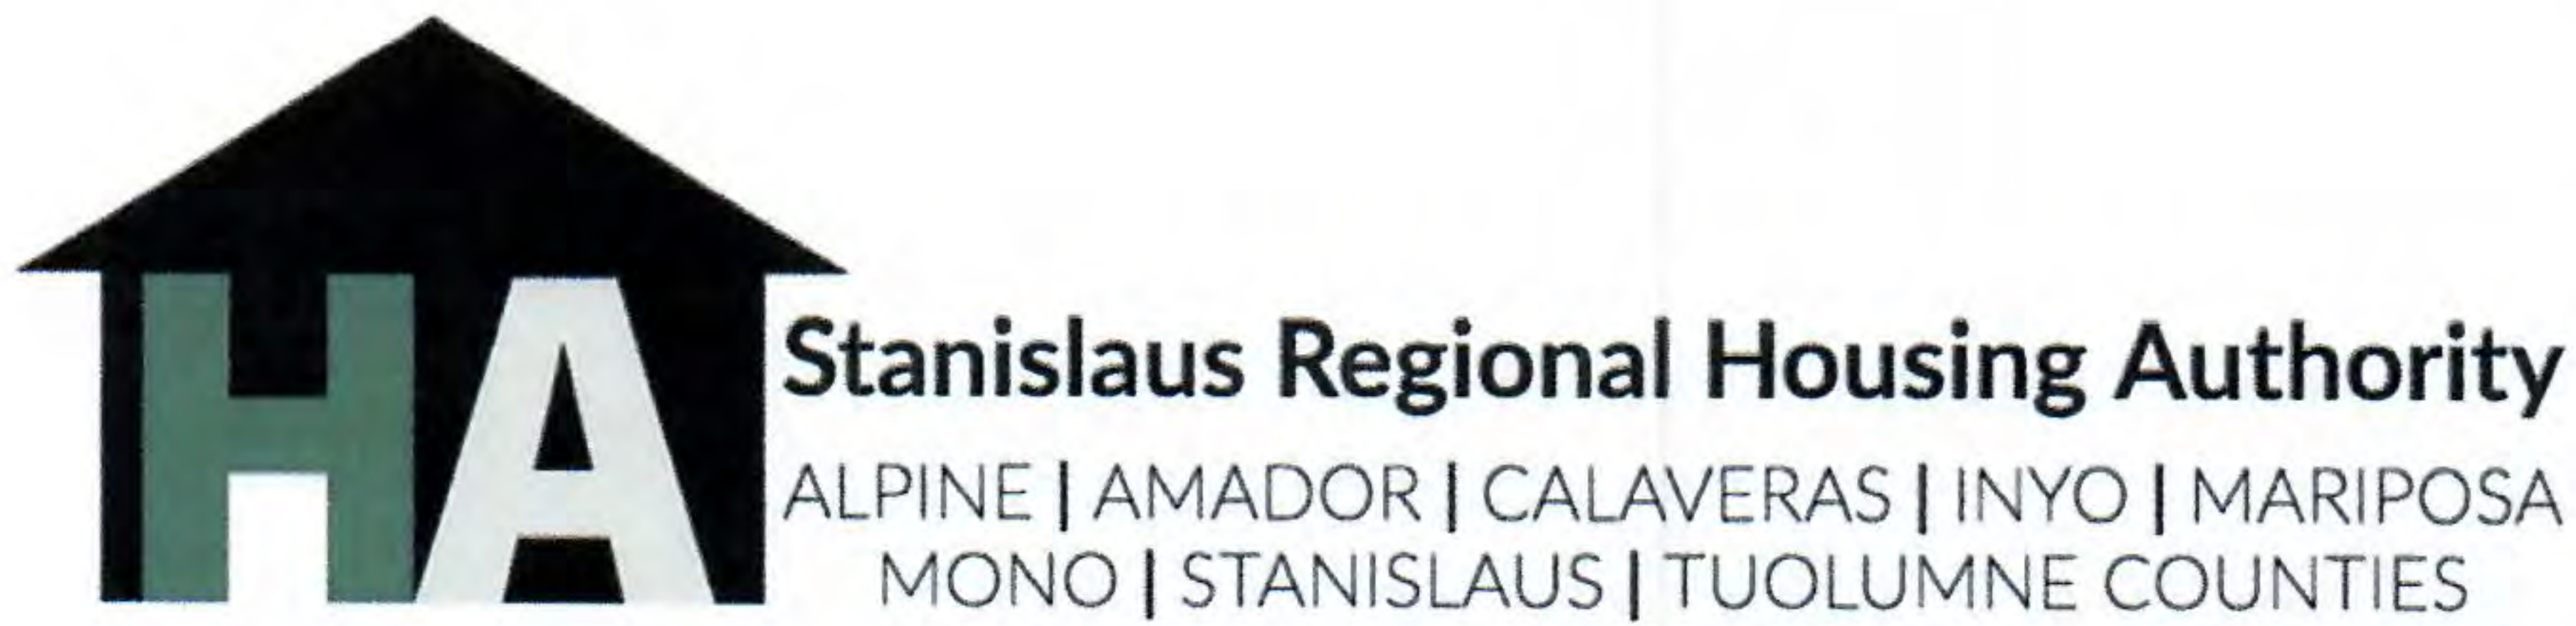 HA
Stanislaus Regional Housing Authority
ALPINE | AMADOR | CALAVERAS | INYO | MARIPOSA
MONO | STANISLAUS | TUOLUMNE COUNTIES